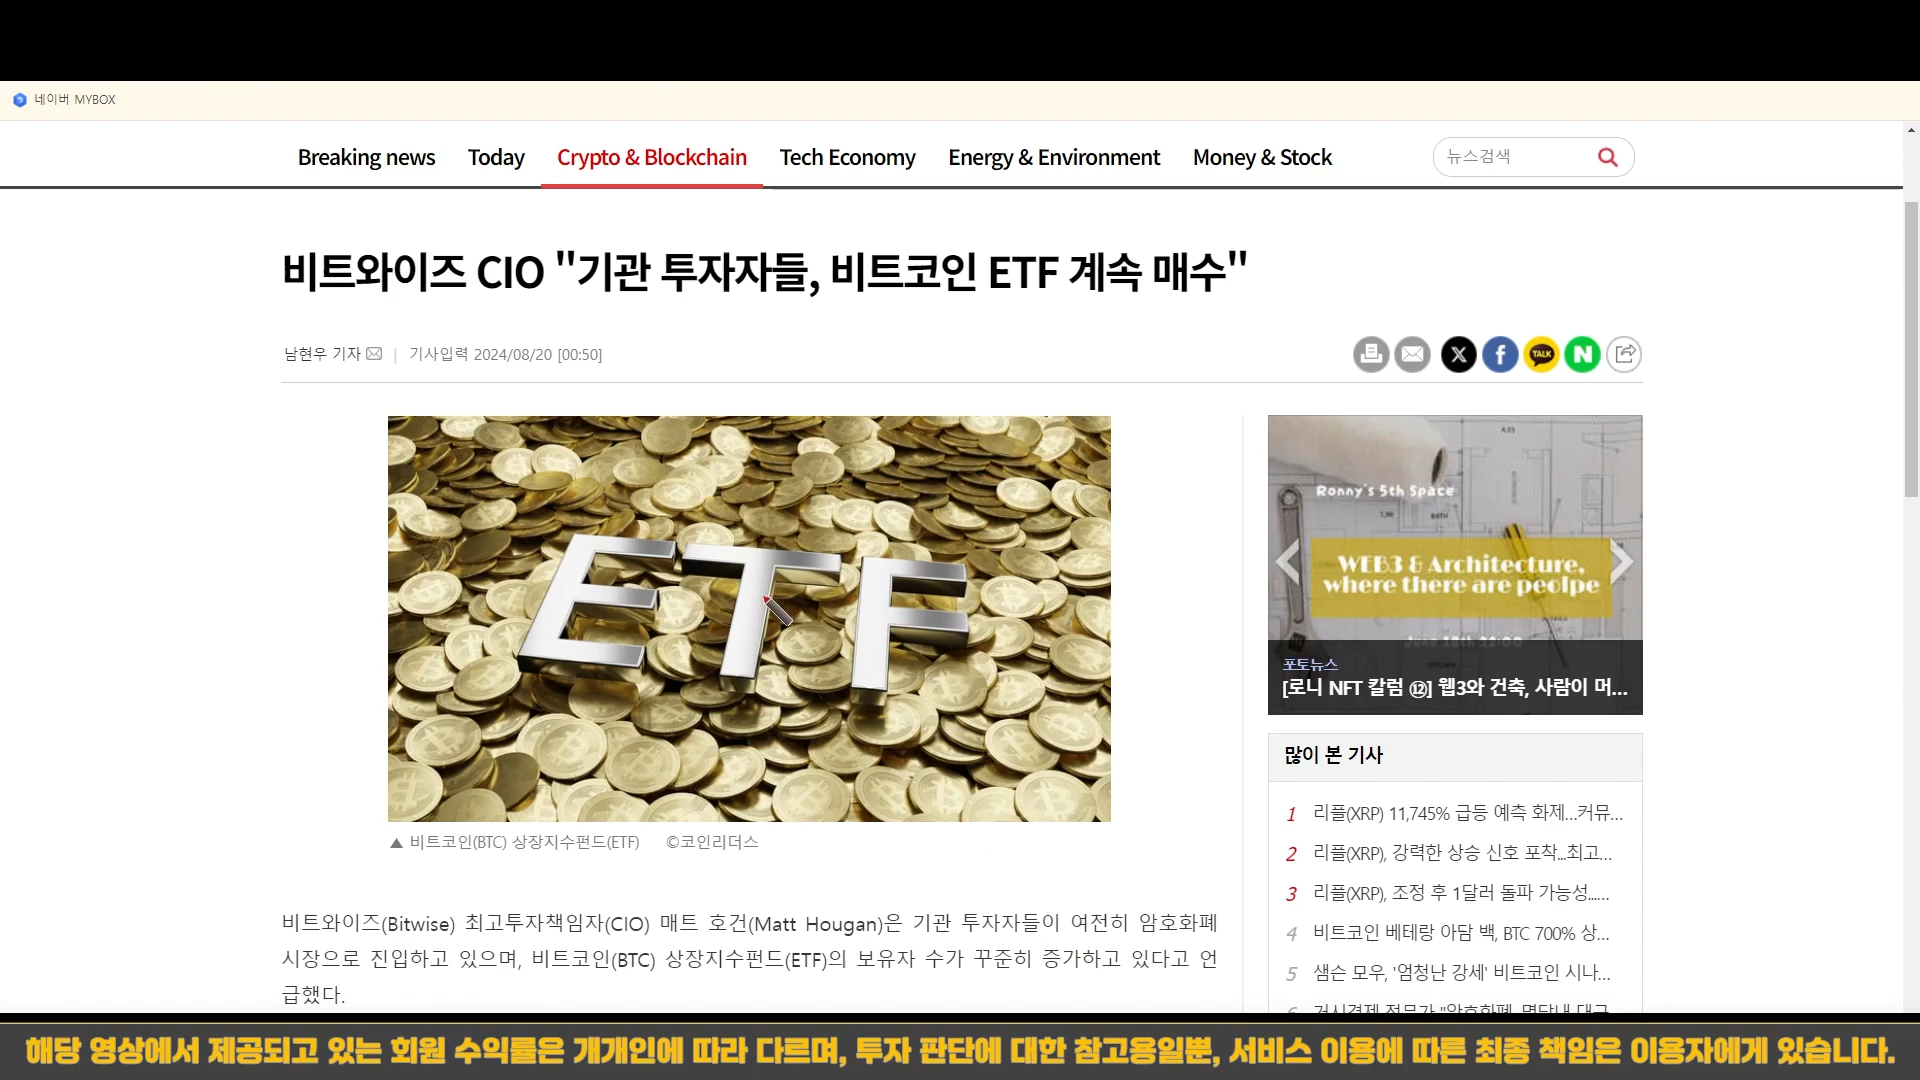 네이버 MYBOX
Breaking news Today Crypto & Blockchain Tech Economy Energy & Environment Money & Stock 뉴스검색
비트와이즈 CIO "기관 투자자들, 비트코인 ETF 계속 매수"
남현우 기자 | 기사입력 2024/08/20 [00:50]
X f TALK N
ETF
▲ 비트코인(BTC) 상장지수펀드(ETF) ©코인리더스
비트와이즈(Bitwise) 최고투자책임자(CIO) 매트 호건(Matt Hougan)은 기관 투자자들이 여전히 암호화폐
시장으로 진입하고 있으며, 비트코인(BTC) 상장지수펀드(ETF)의 보유자 수가 꾸준히 증가하고 있다고 언
급했다.
Ronny's 5th Space
WEB3 & Architecture,
where there are peolpe
포토뉴스
[로니 NFT 칼럼 ⑫] 웹3와 건축, 사람이 머...
많이 본 기사
1 리플(XRP) 11,745% 급등 예측 화제...커뮤...
2 리플(XRP), 강력한 상승 신호 포착...최고...
3 리플(XRP), 조정 후 1달러 돌파 가능성......
4 비트코인 베테랑 아담 백, BTC 700% 상...
5 샘슨 모우, '엄청난 강세' 비트코인 시나...
해당 영상에서 제공되고 있는 회원 수익률은 개개인에 따라 다르며, 투자 판단에 대한 참고용일뿐, 서비스 이용에 따른 최종 책임은 이용자에게 있습니다.